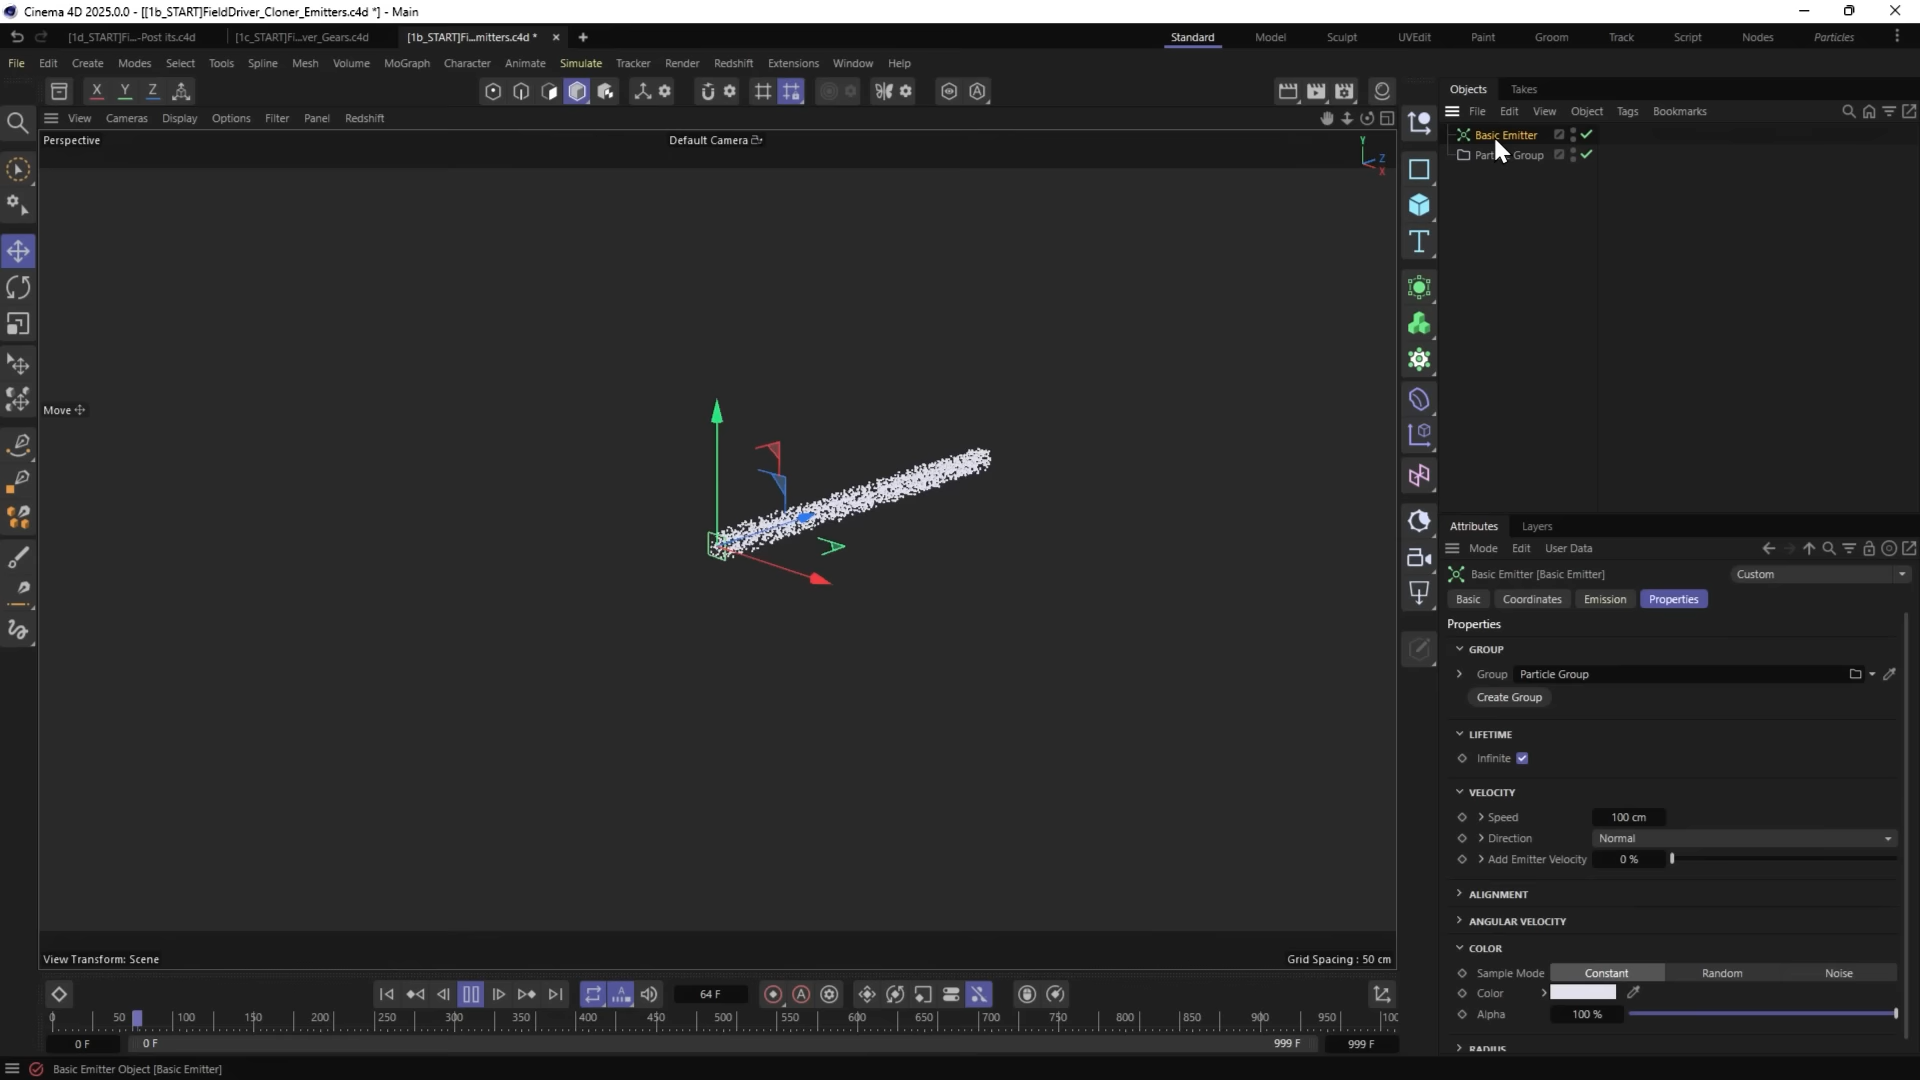 Cinema 4D 2025.0.0 - [[1b_START]FieldDriver_Cloner_Emitters.c4d *] - Main
[1d_START]Fi...-Post its.c4d
[1c_START]Fi...ver_Gears.c4d
[1b_START]Fi...mitters.c4d *
Standard Model Sculpt UVEdit Paint Groom Track Script Nodes Particles
File Edit Create Modes Select Tools Spline Mesh Volume MoGraph Character Animate Simulate Tracker Render Redshift Extensions Window Help
X Y Z
Objects Takes
File Edit View Object Tags Bookmarks
View Cameras Display Options Filter Panel Redshift
Perspective
Default Camera
Y
Z
X
Basic Emitter
Group
Move
Attributes Layers
Mode Edit User Data
Basic Emitter [Basic Emitter]
Custom
Basic Coordinates Emission Properties
Properties
GROUP
Group Particle Group
Create Group
LIFETIME
Infinite
VELOCITY
Speed 100 cm
Direction Normal
Add Emitter Velocity 0 %
ALIGNMENT
ANGULAR VELOCITY
COLOR
Sample Mode Constant Random Noise
Color
Alpha 100 %
RADIUS
View Transform: Scene
Grid Spacing : 50 cm
64 F
0 50 100 150 200 250 300 350 400 450 500 550 600 650 700 750 800 850 900 950 100
0 F 0 F 999 F 999 F
Basic Emitter Object [Basic Emitter]